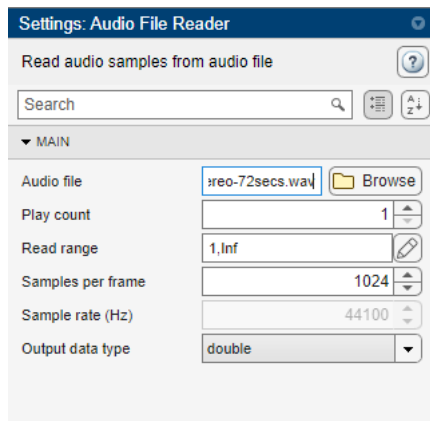 Settings: Audio File Reader
Read audio samples from audio file
?
Search
A
Z
MAIN
Audio file ereo-72secs.wav Browse
Play count 1
Read range 1,Inf
Samples per frame 1024
Sample rate (Hz) 44100
Output data type double